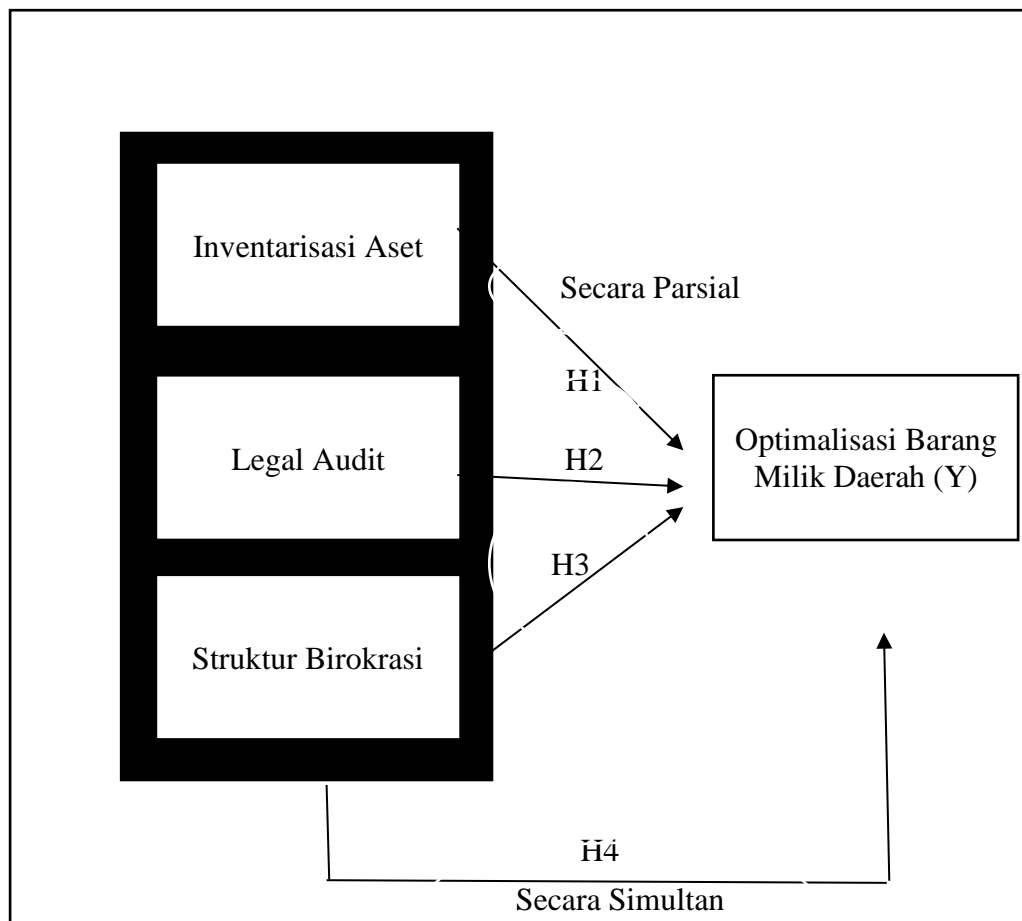 Inventarisasi Aset
Secara Parsial
H1
Legal Audit
H2
Optimalisasi Barang
Milik Daerah (Y)
H3
Struktur Birokrasi
H4
Secara Simultan